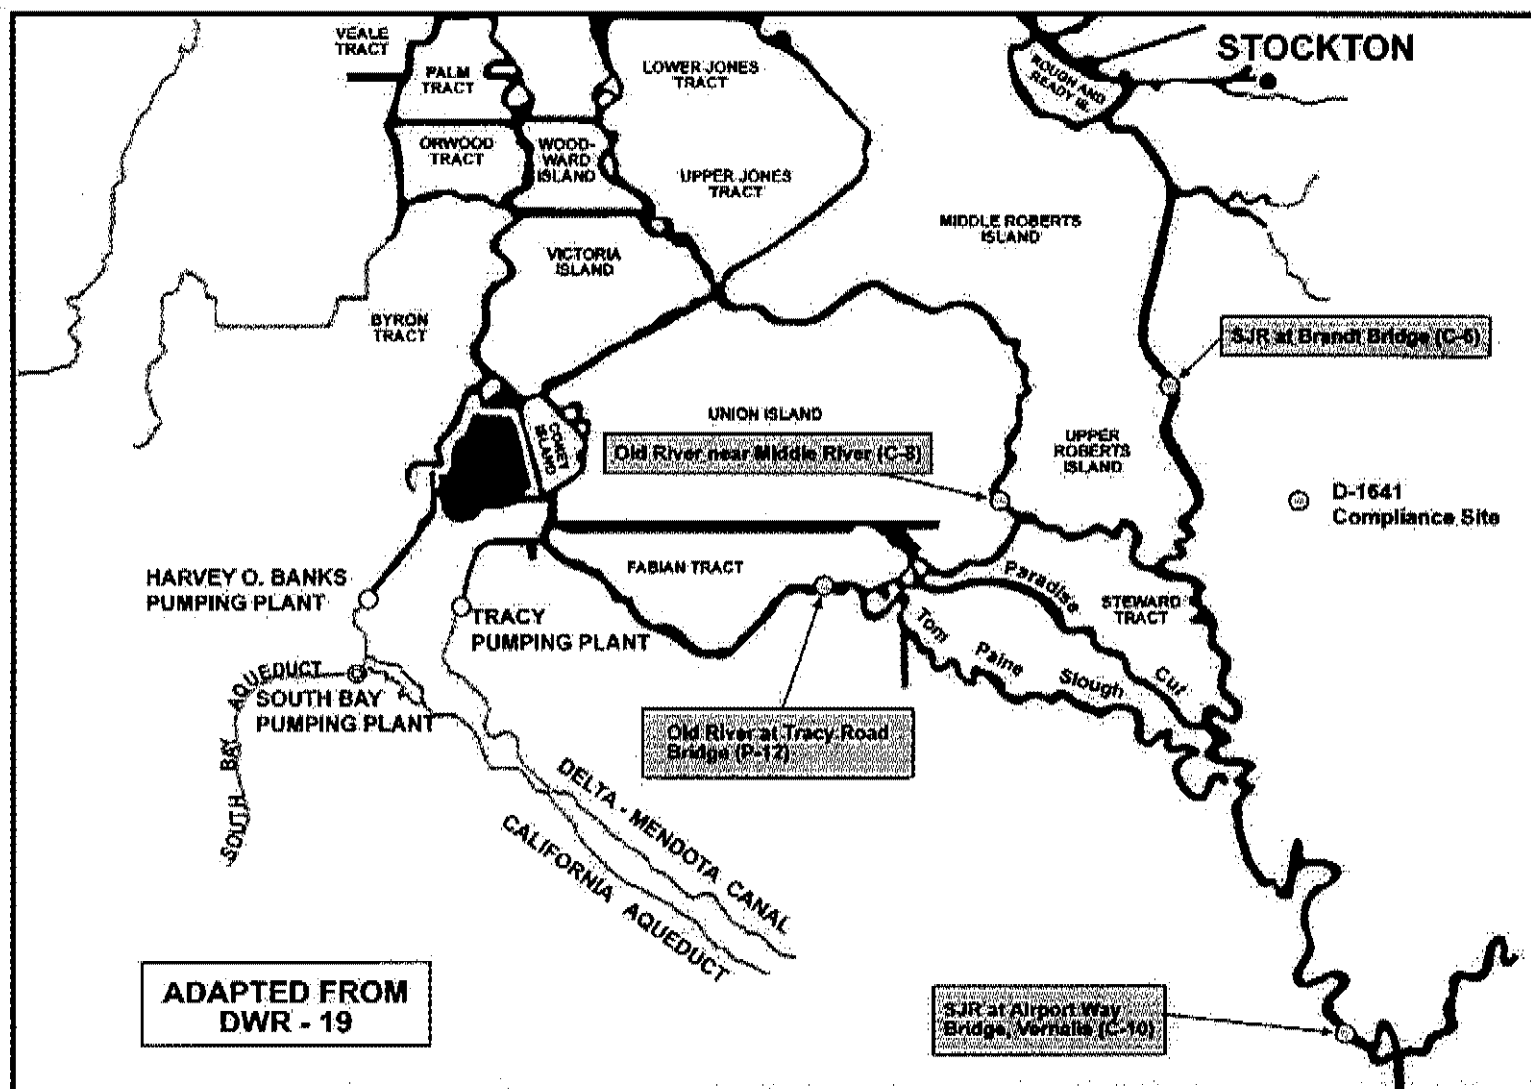 VEALE
TRACT
PALM
TRACT
LOWER JONES
TRACT
ROUGH AND
READY IS.
STOCKTON
ORWOOD
TRACT
WOOD-
WARD
ISLAND
UPPER JONES
TRACT
MIDDLE ROBERTS
ISLAND
VICTORIA
ISLAND
BYRON
TRACT
SJR at Brandt Bridge (C-6)
UNION ISLAND
CONEY
ISLAND
Old River near Middle River (C-8)
UPPER
ROBERTS
ISLAND
D-1641
Compliance Site
HARVEY O. BANKS
PUMPING PLANT
FABIAN TRACT
Paradise
Cut
STEWARD
TRACT
TRACY
PUMPING PLANT
Tom Paine Slough
SOUTH BAY AQUEDUCT
SOUTH BAY
PUMPING PLANT
Old River at Tracy Road
Bridge (P-12)
DELTA - MENDOTA CANAL
CALIFORNIA AQUEDUCT
ADAPTED FROM
DWR - 19
SJR at Airport Way
Bridge, Vernalis (C-10)